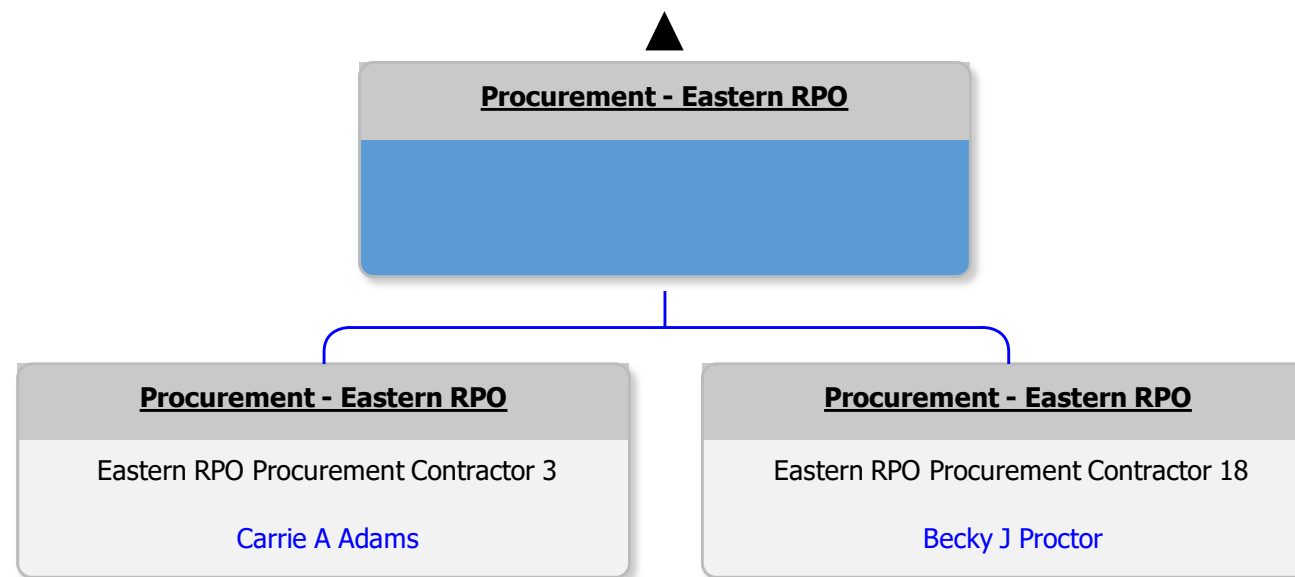 Procurement - Eastern RPO
Procurement - Eastern RPO
Eastern RPO Procurement Contractor 3
Carrie A Adams
Procurement - Eastern RPO
Eastern RPO Procurement Contractor 18
Becky J Proctor